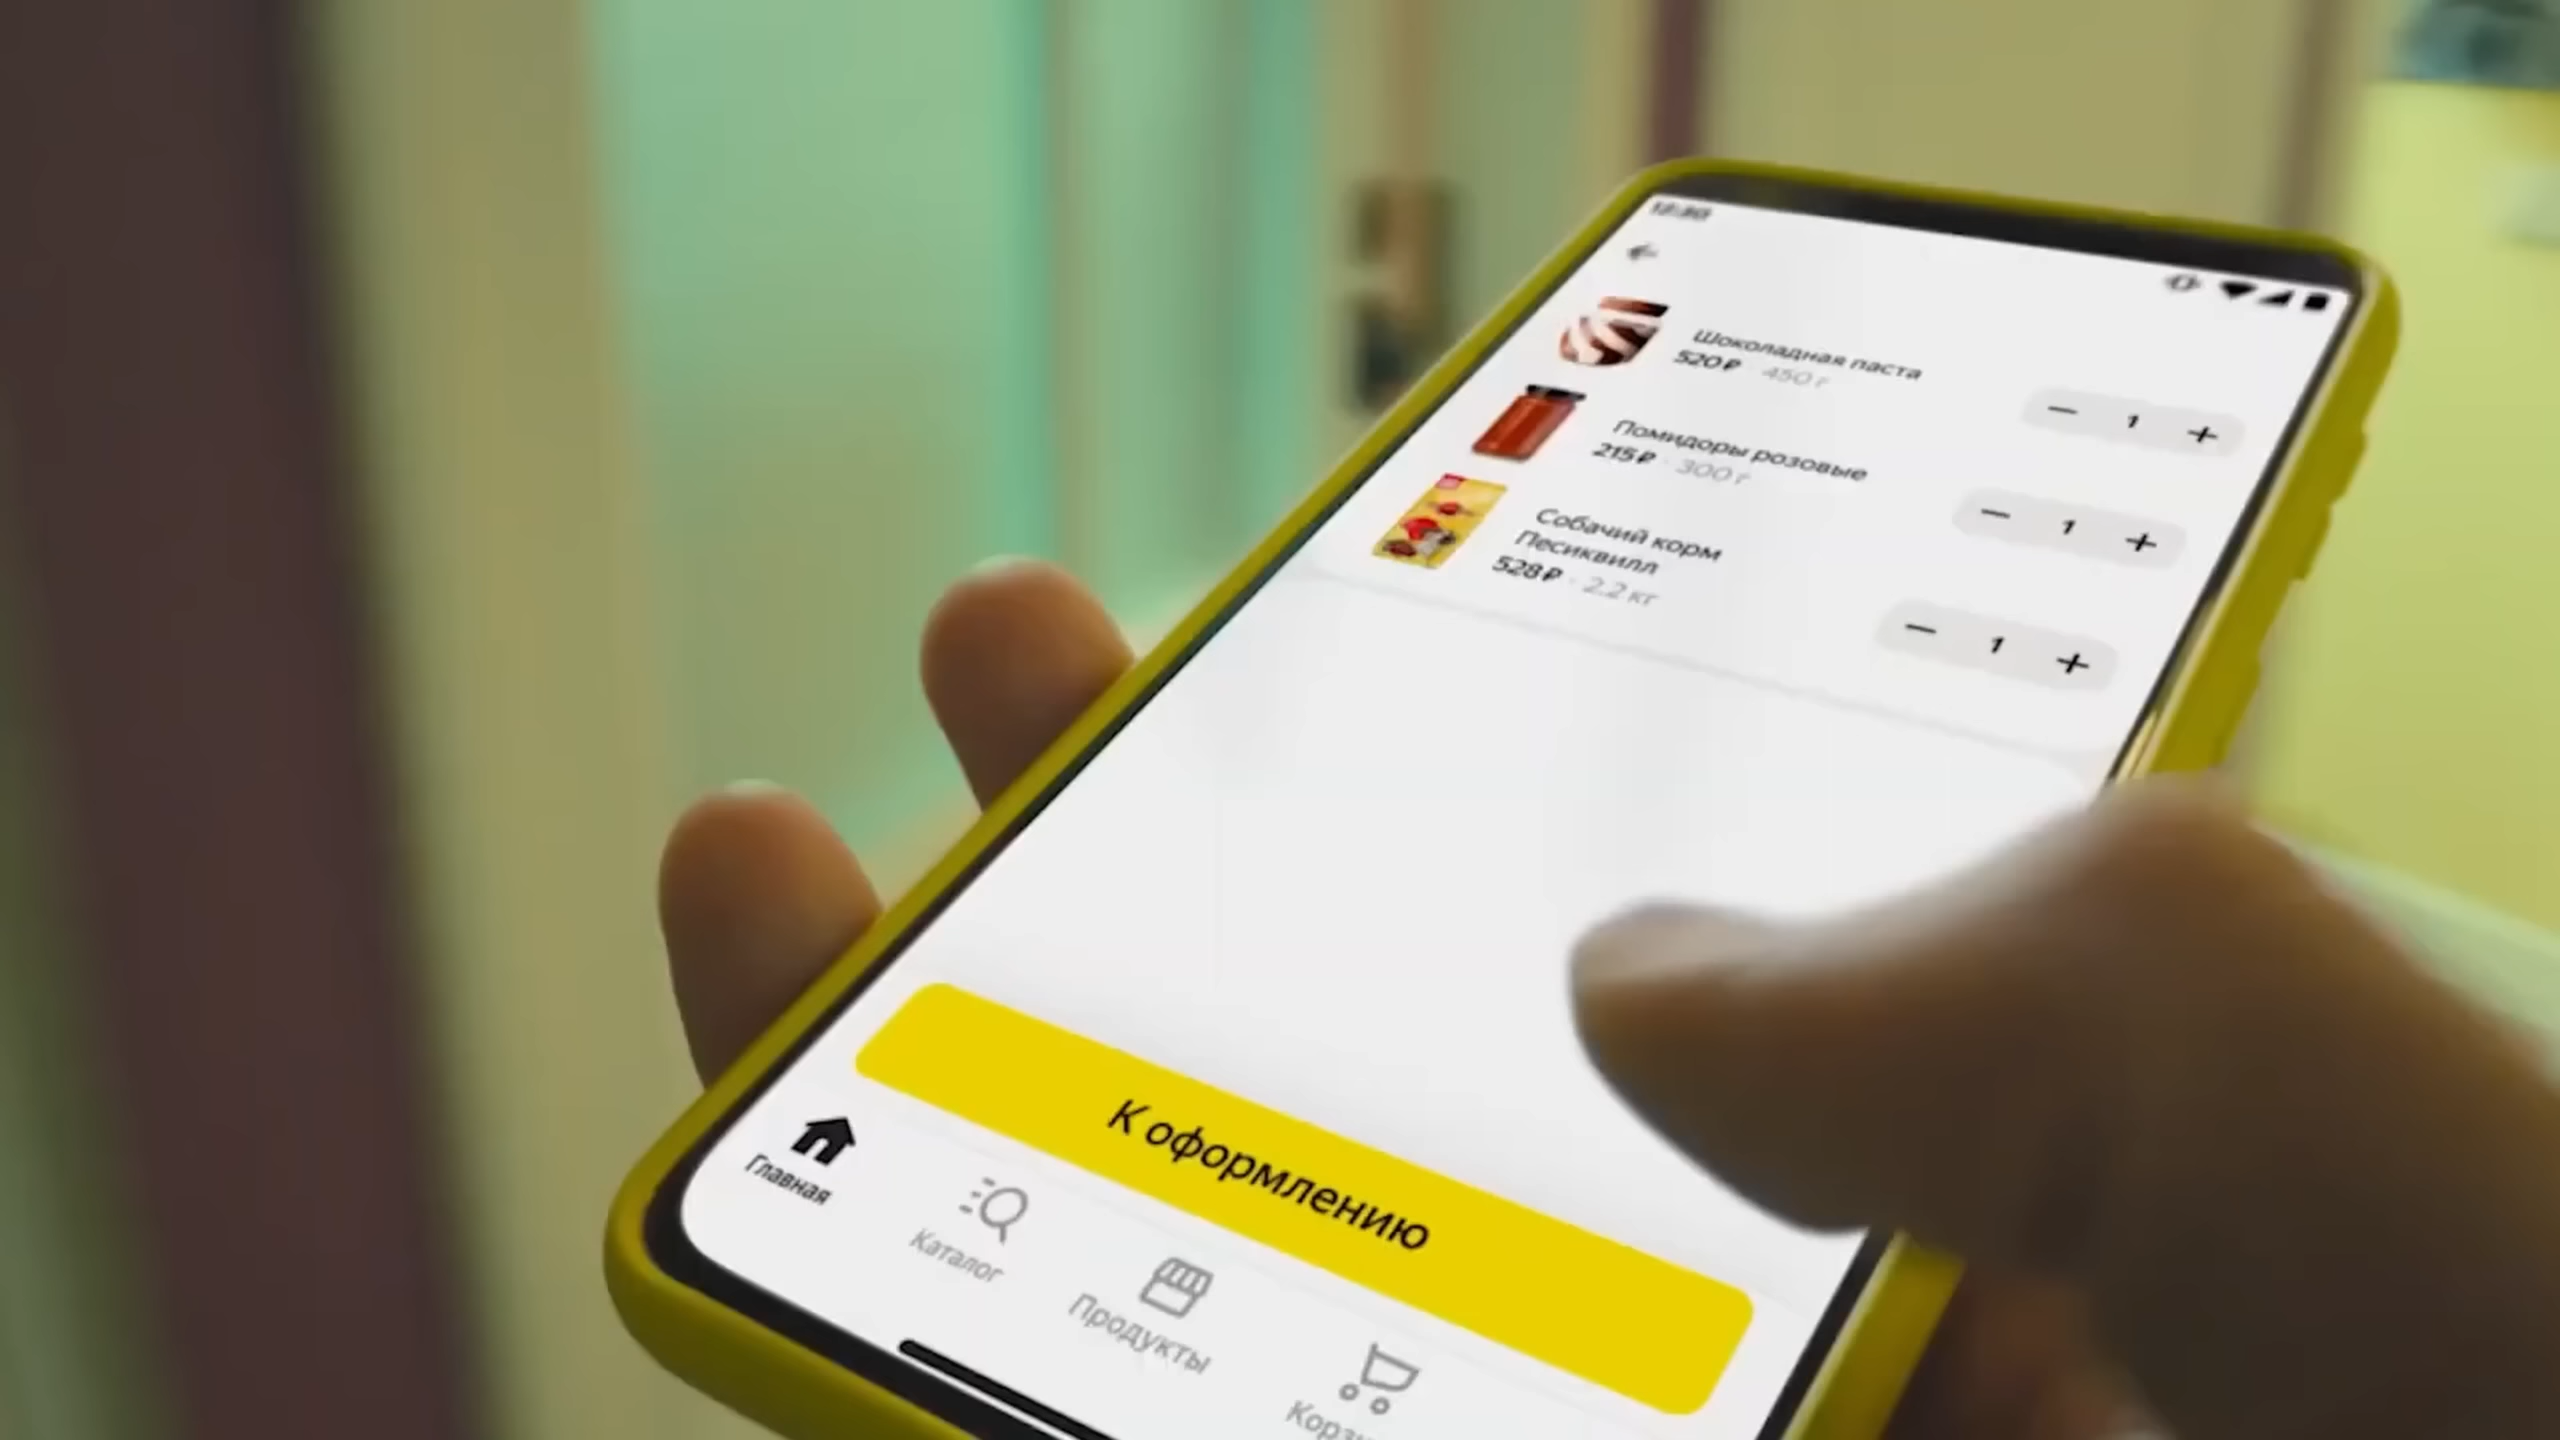 Шоколадная паста
520 ₽ · 450 г
1
Помидоры розовые
215 ₽ · 300 г
1
Собачий корм
Песиквилл
528 ₽ · 2.2 кг
1
К оформлению
Главная
Каталог
Продукты